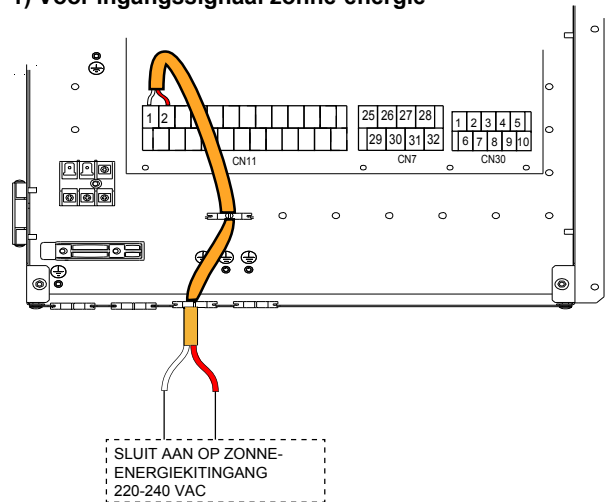 1) Voor ingangssignaal zonne-energie
1 2
25 26 27 28
1 2 3 4 5
29 30 31 32
6 7 8 9 10
CN11
CN7
CN30
SLUIT AAN OP ZONNE-
ENERGIEKITINGANG
220-240 VAC